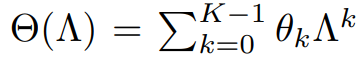 Θ(Λ) = ∑_{k=0}^{K−1} θ_k Λ^k